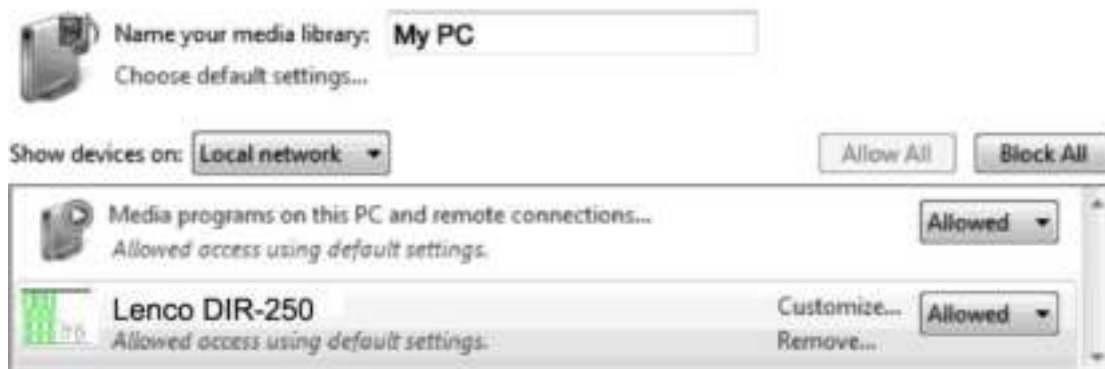 Name your media library: My PC
Choose default settings...
Show devices on: Local network Allow All Block All
Media programs on this PC and remote connections... Allowed
Allowed access using default settings.
Lenco DIR-250 Customize... Allowed
Allowed access using default settings. Remove...